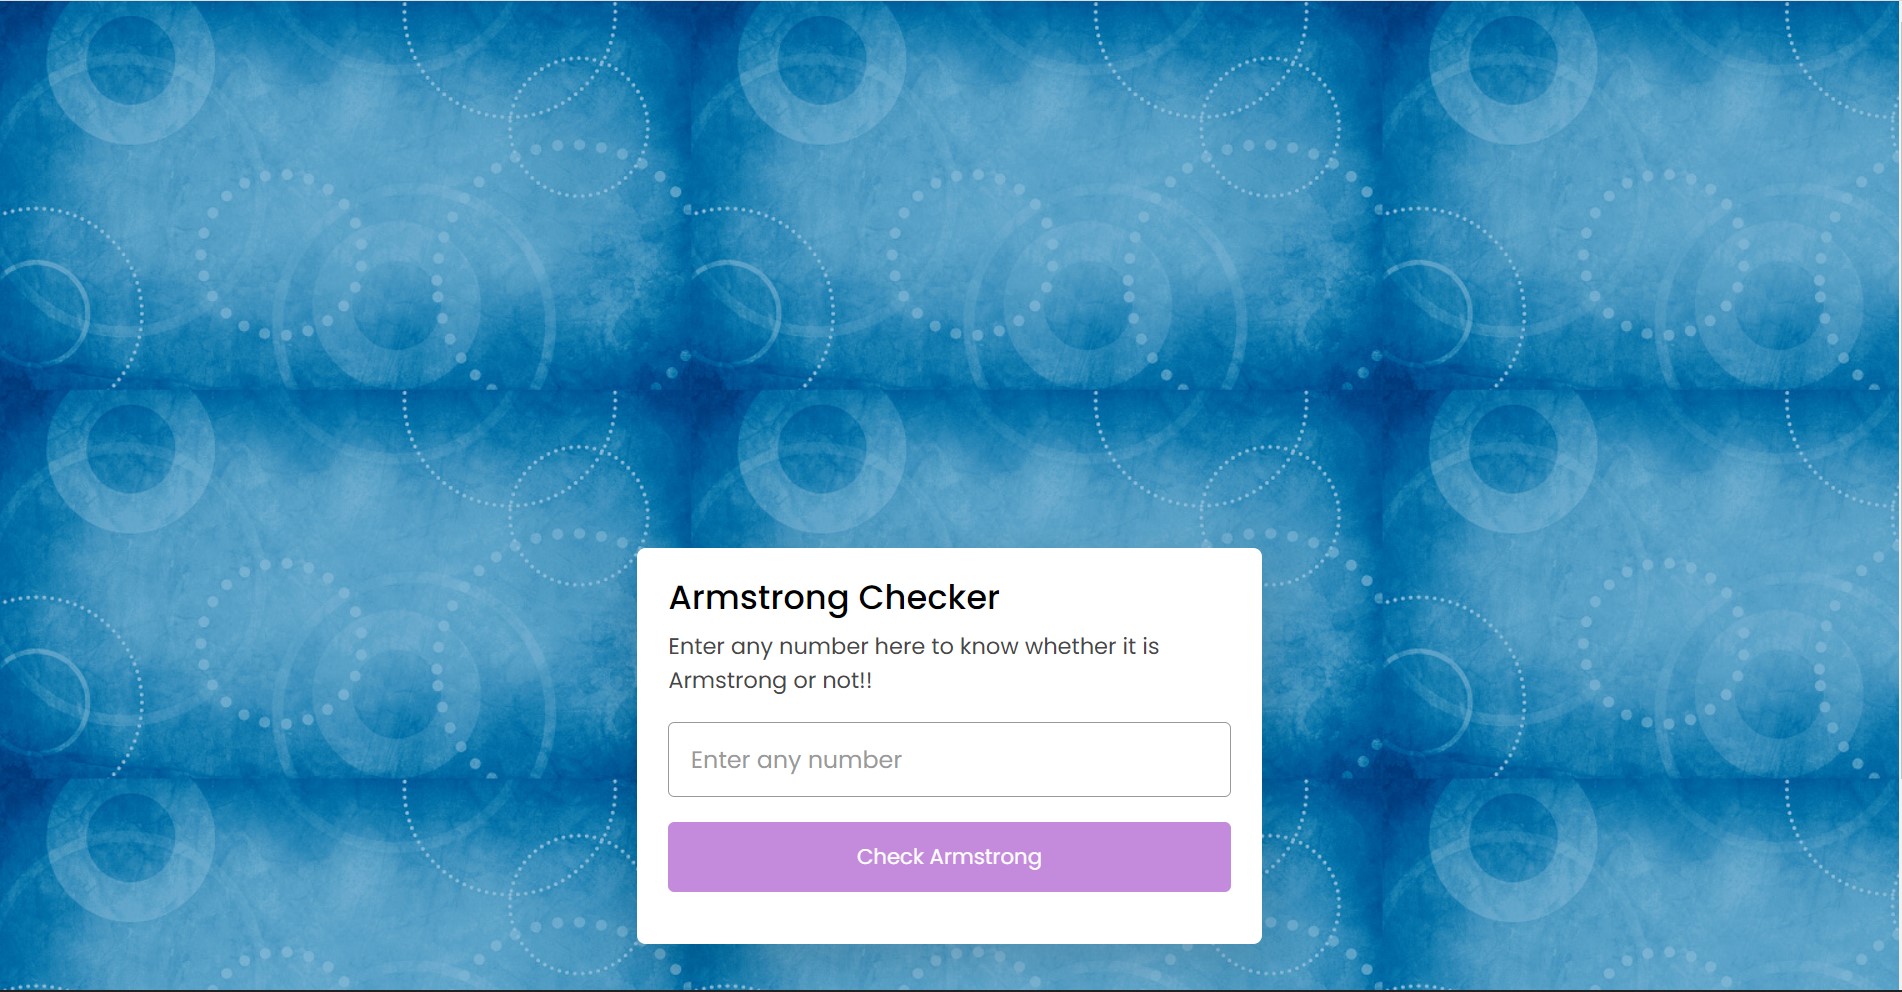 Armstrong Checker
Enter any number here to know whether it is
Armstrong or not!!
Enter any number
Check Armstrong